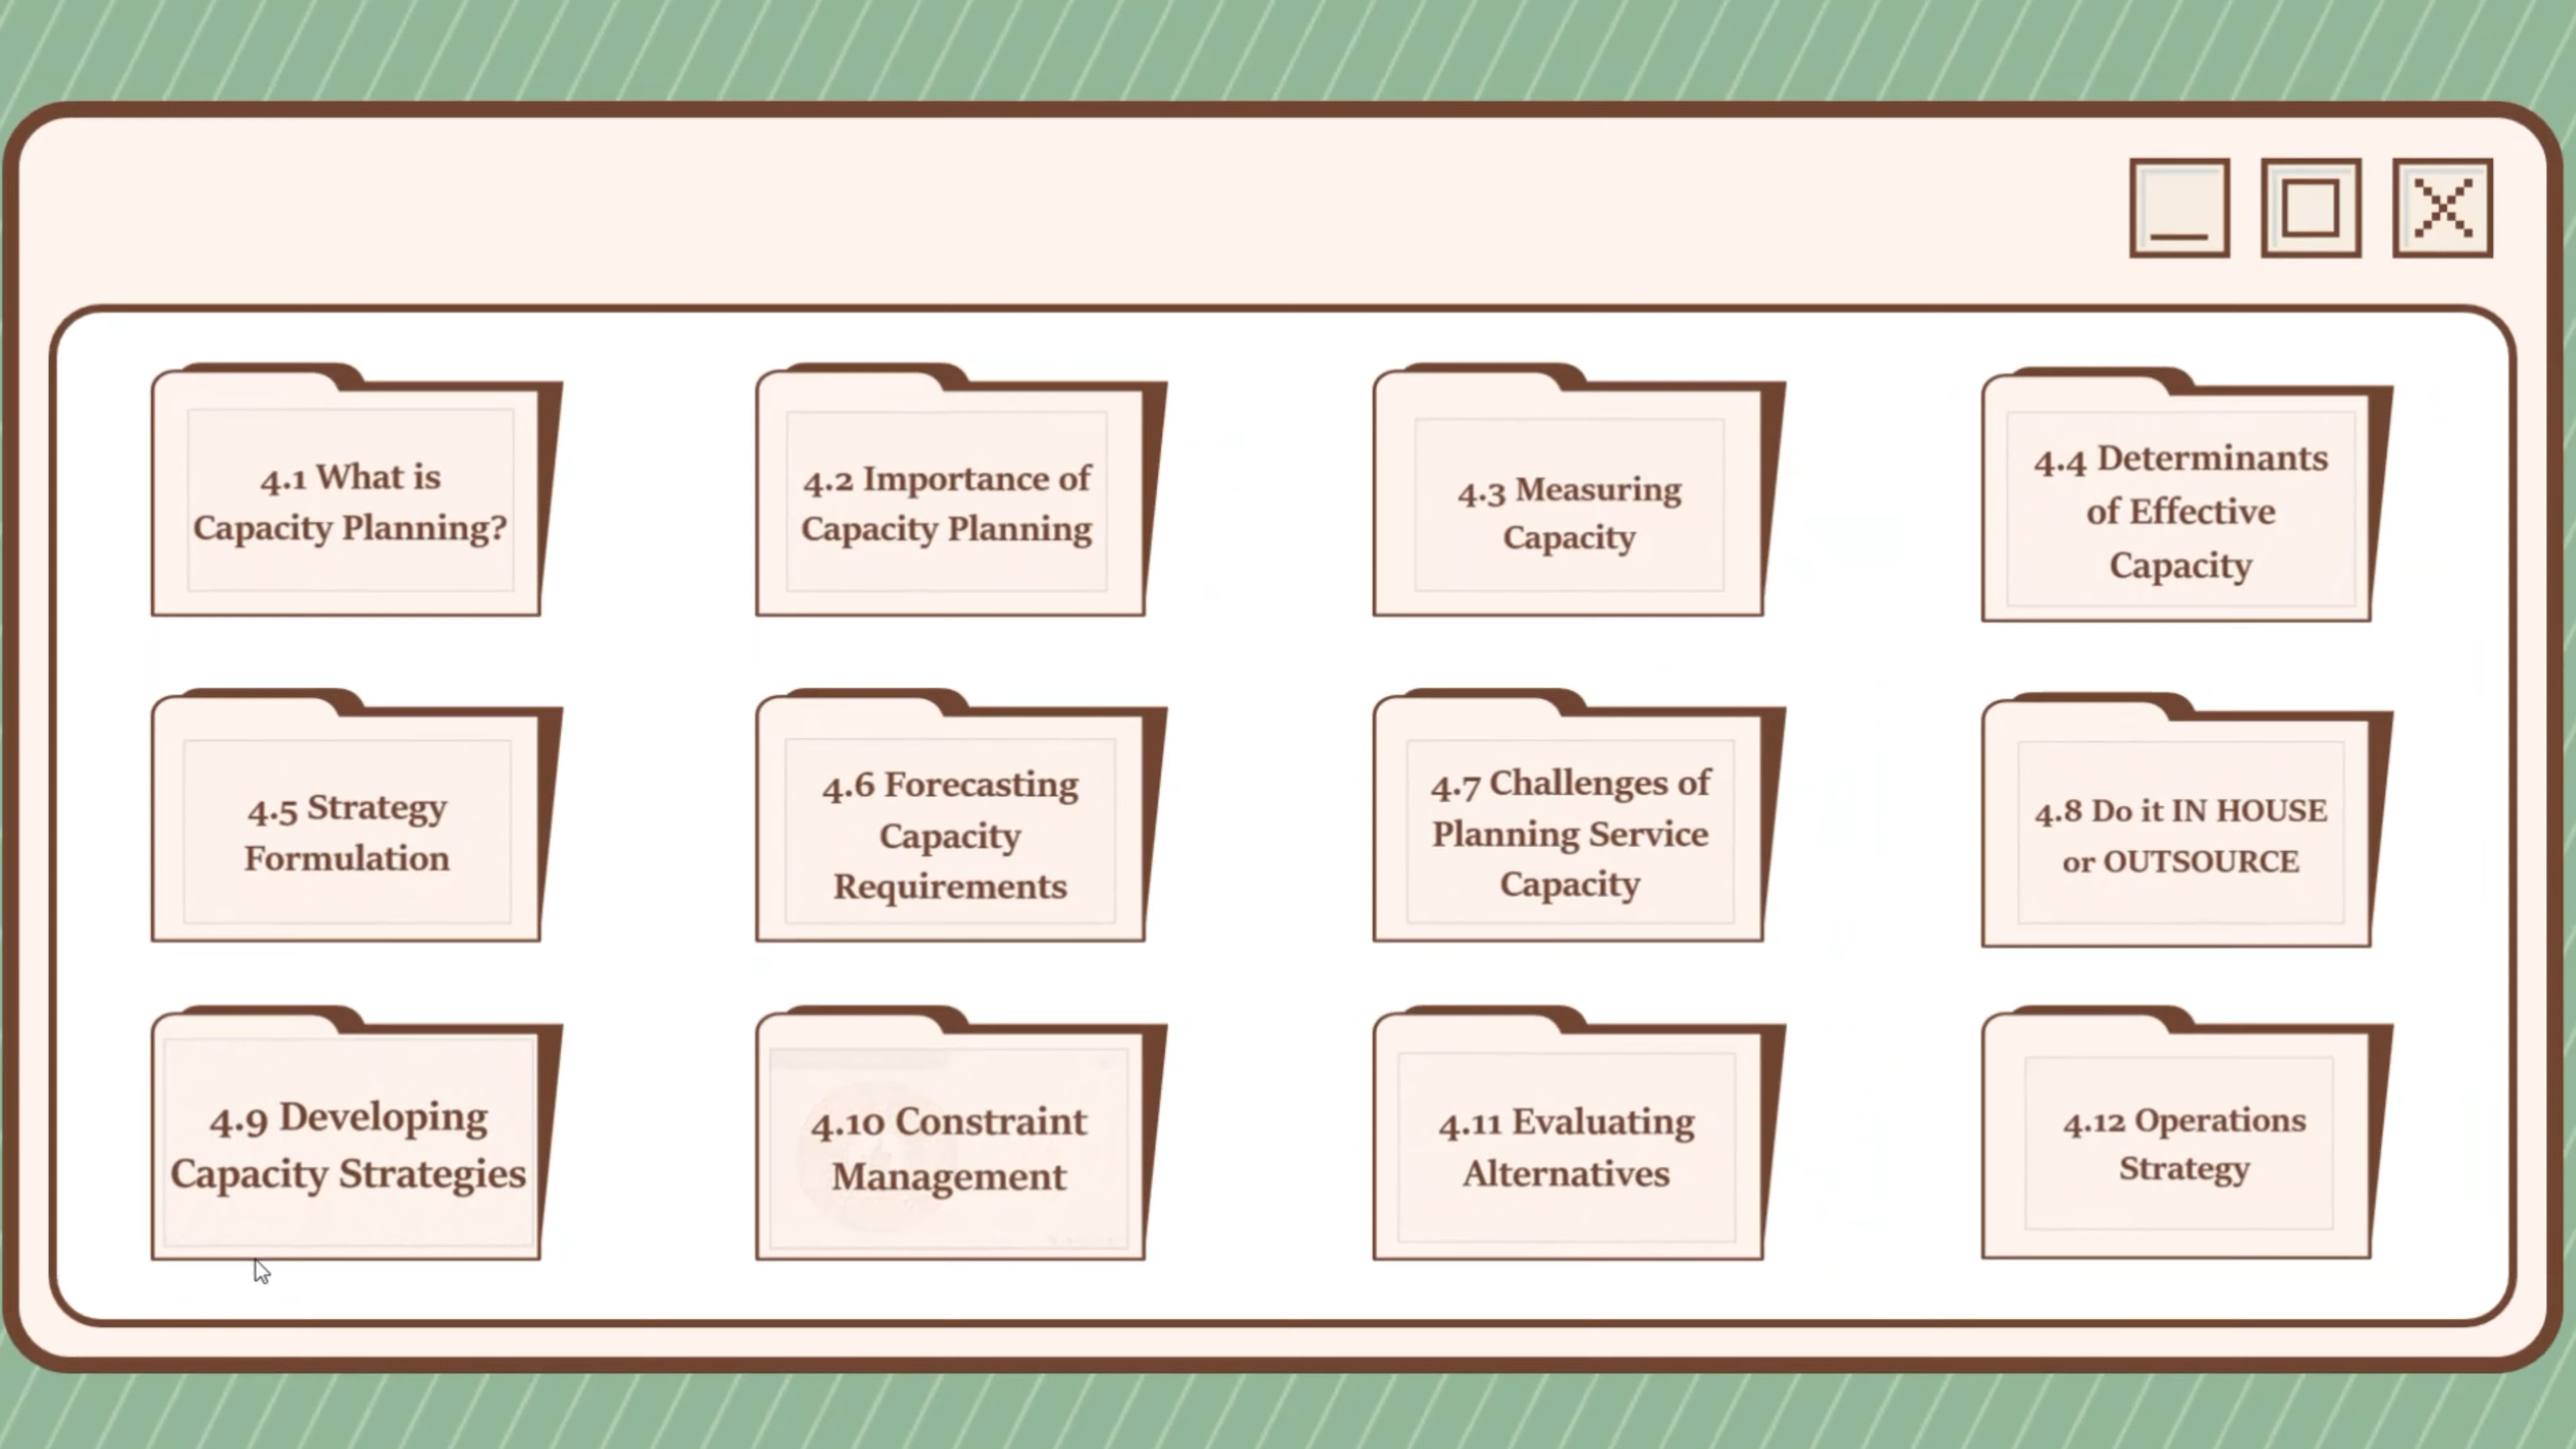 4.1 What is
Capacity Planning?
4.2 Importance of
Capacity Planning
4.3 Measuring
Capacity
4.4 Determinants
of Effective
Capacity
4.5 Strategy
Formulation
4.6 Forecasting
Capacity
Requirements
4.7 Challenges of
Planning Service
Capacity
4.8 Do it IN HOUSE
or OUTSOURCE
4.9 Developing
Capacity Strategies
4.10 Constraint
Management
4.11 Evaluating
Alternatives
4.12 Operations
Strategy